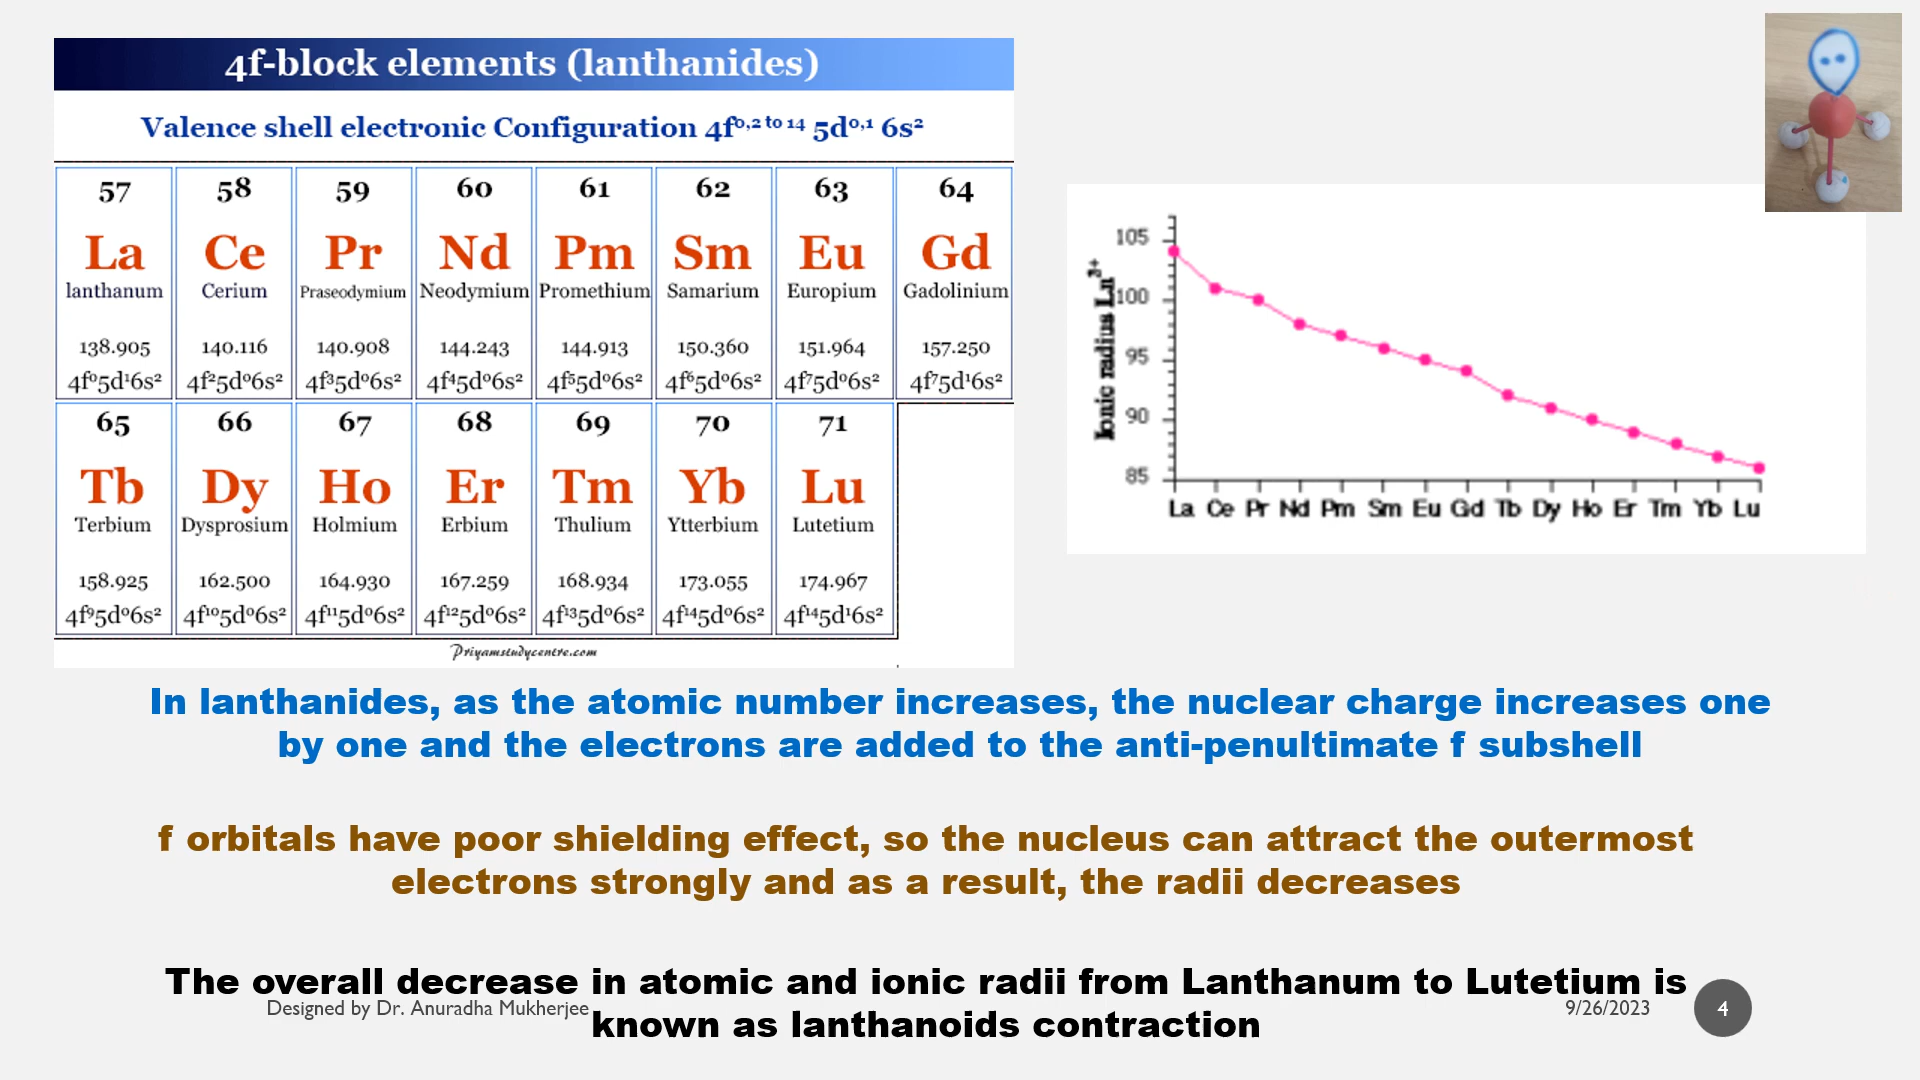 4f-block elements (lanthanides)
Valence shell electronic Configuration 4f⁰,² ᵗᵒ ¹⁴ 5d⁰,¹ 6s²
57 58 59 60 61 62 63 64
La Ce Pr Nd Pm Sm Eu Gd
lanthanum Cerium Praseodymium Neodymium Promethium Samarium Europium Gadolinium
138.905 140.116 140.908 144.243 144.913 150.360 151.964 157.250
4f⁰5d¹6s² 4f²5d⁰6s² 4f³5d⁰6s² 4f⁴5d⁰6s² 4f⁵5d⁰6s² 4f⁶5d⁰6s² 4f⁷5d⁰6s² 4f⁷5d¹6s²
65 66 67 68 69 70 71
Tb Dy Ho Er Tm Yb Lu
Terbium Dysprosium Holmium Erbium Thulium Ytterbium Lutetium
158.925 162.500 164.930 167.259 168.934 173.055 174.967
4f⁹5d⁰6s² 4f¹⁰5d⁰6s² 4f¹¹5d⁰6s² 4f¹²5d⁰6s² 4f¹³5d⁰6s² 4f¹⁴5d⁰6s² 4f¹⁴5d¹6s²
Priyamstudycentre.com
Ionic radius Ln³⁺
105
100
95
90
85
La Ce Pr Nd Pm Sm Eu Gd Tb Dy Ho Er Tm Yb Lu
In lanthanides, as the atomic number increases, the nuclear charge increases one
by one and the electrons are added to the anti-penultimate f subshell
f orbitals have poor shielding effect, so the nucleus can attract the outermost
electrons strongly and as a result, the radii decreases
The overall decrease in atomic and ionic radii from Lanthanum to Lutetium is
known as lanthanoids contraction
Designed by Dr. Anuradha Mukherjee
9/26/2023
4